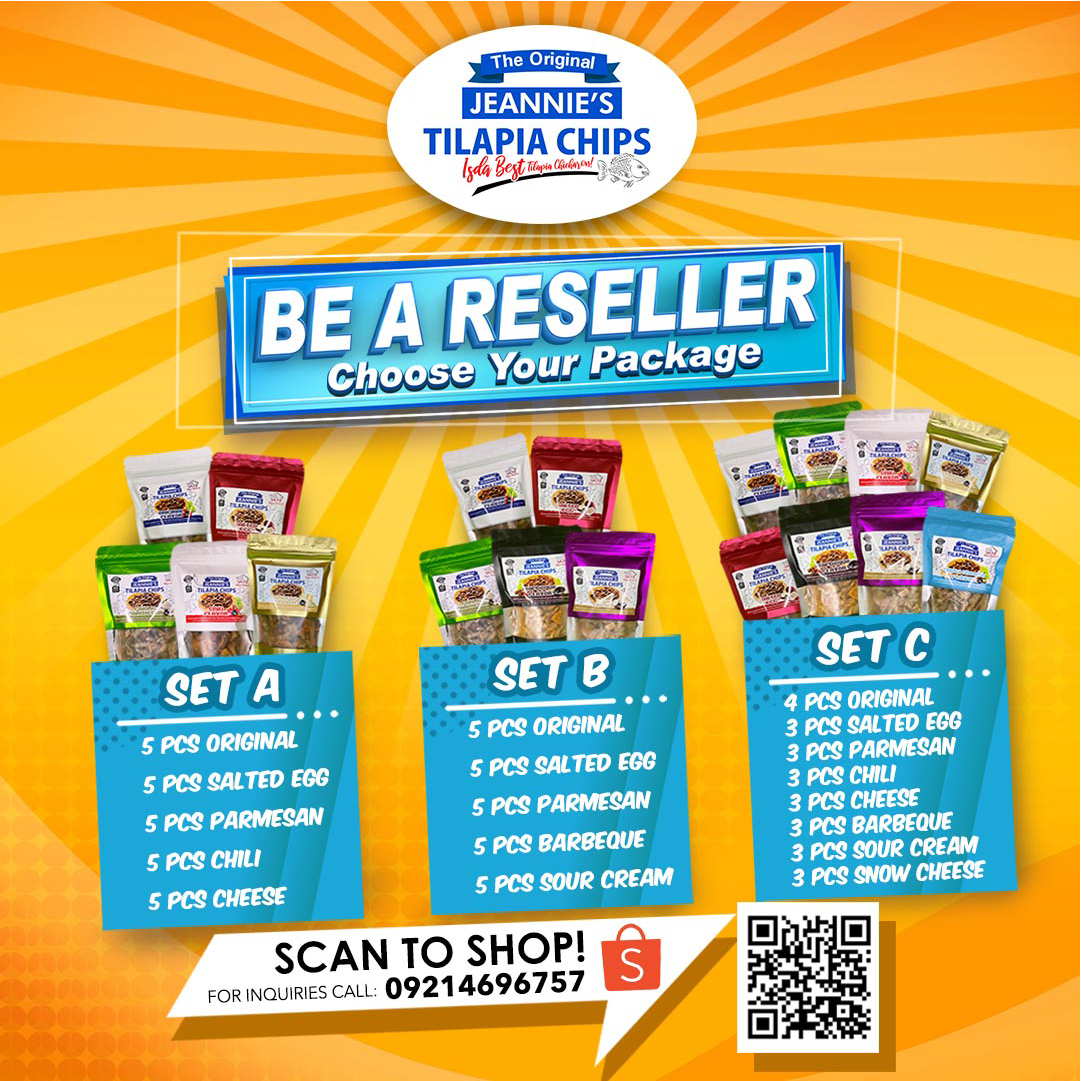 The Original
JEANNIE'S
TILAPIA CHIPS
Isda Best Tilapia Chicharon!
BE A RESELLER
Choose Your Package
SET A
5 PCS ORIGINAL
5 PCS SALTED EGG
5 PCS PARMESAN
5 PCS CHILI
5 PCS CHEESE
SET B
5 PCS ORIGINAL
5 PCS SALTED EGG
5 PCS PARMESAN
5 PCS BARBEQUE
5 PCS SOUR CREAM
SET C
4 PCS ORIGINAL
3 PCS SALTED EGG
3 PCS PARMESAN
3 PCS CHILI
3 PCS CHEESE
3 PCS BARBEQUE
3 PCS SOUR CREAM
3 PCS SNOW CHEESE
SCAN TO SHOP!
S
FOR INQUIRIES CALL: 09214696757